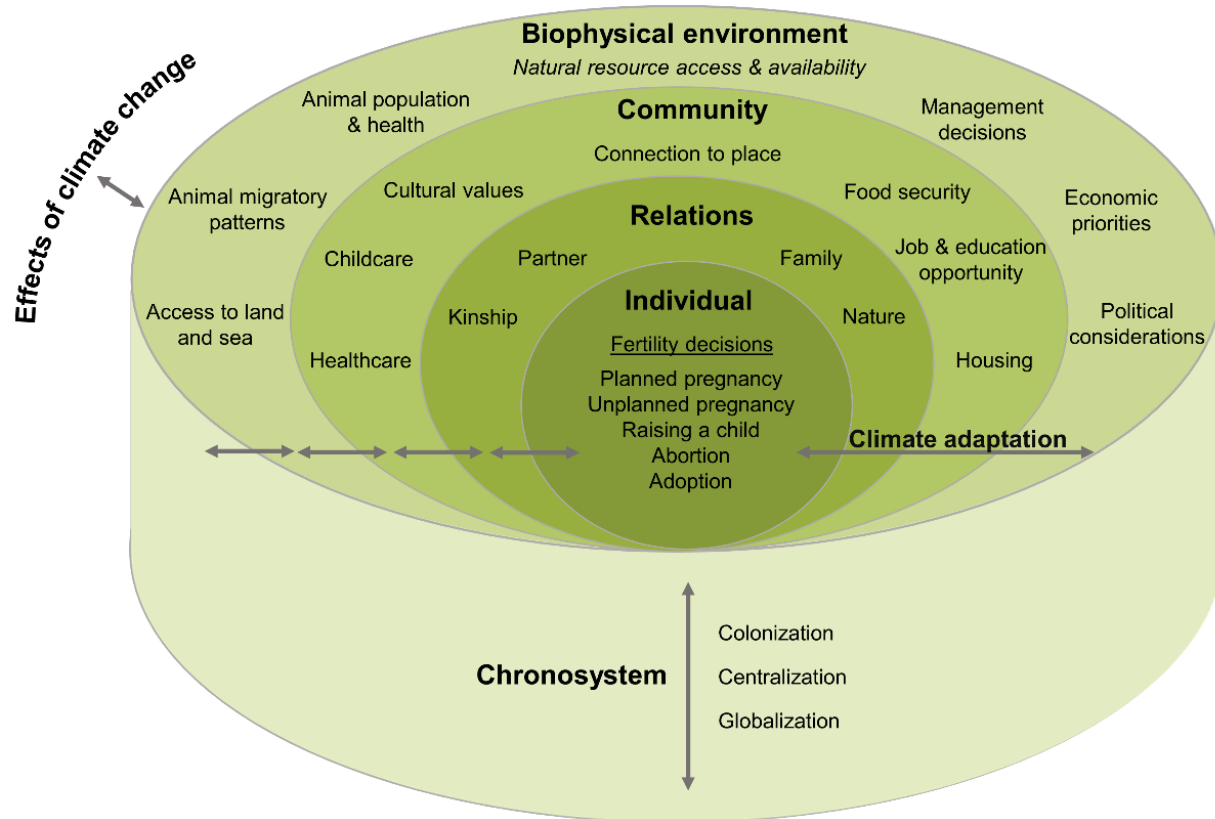 Biophysical environment
Natural resource access & availability
Effects of climate change
Animal population
& health
Management
decisions
Animal migratory
patterns
Economic
priorities
Access to land
and sea
Political
considerations
Community
Connection to place
Cultural values
Food security
Childcare
Job & education
opportunity
Healthcare
Housing
Relations
Partner
Family
Kinship
Nature
Individual
Fertility decisions
Planned pregnancy
Unplanned pregnancy
Raising a child
Abortion
Adoption
Climate adaptation
Chronosystem
Colonization
Centralization
Globalization